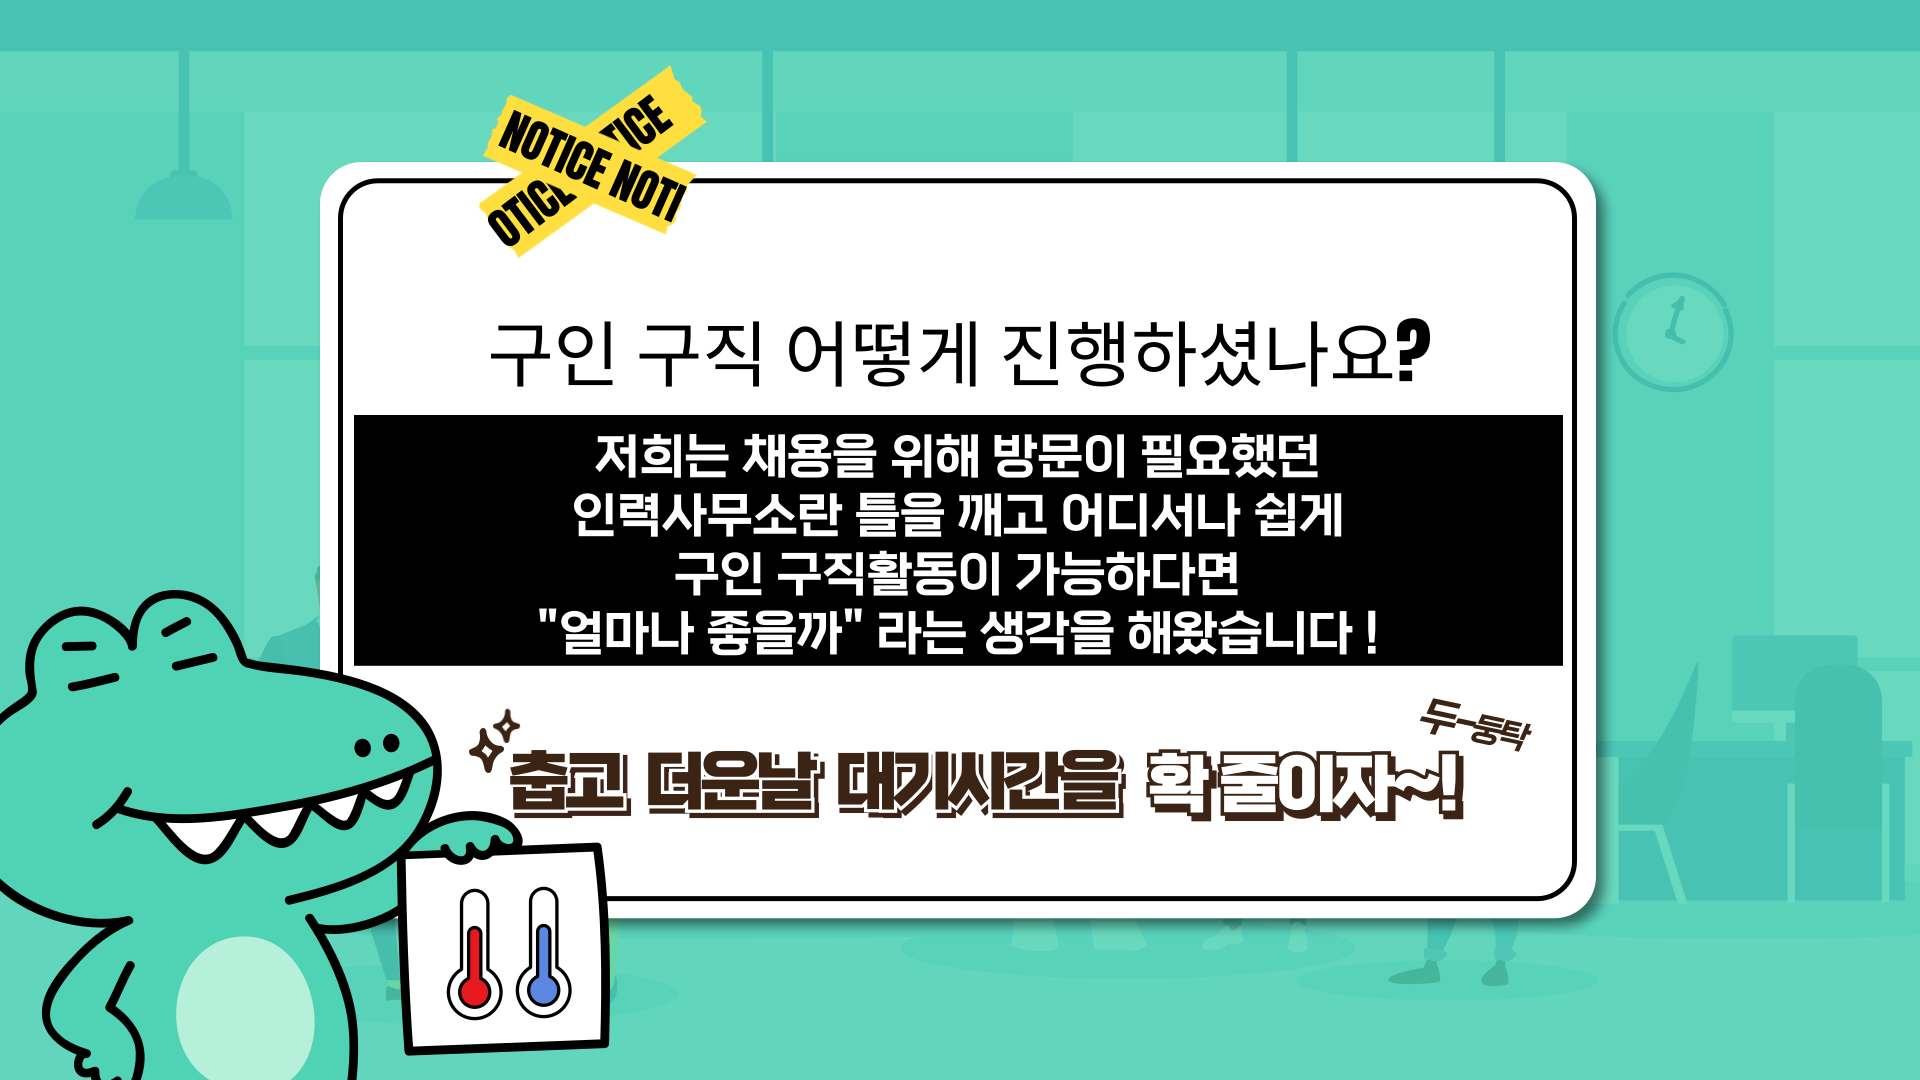 NOTICE NOTI
OTICE TICE
구인 구직 어떻게 진행하셨나요?
저희는 채용을 위해 방문이 필요했던
인력사무소란 틀을 깨고 어디서나 쉽게
구인 구직활동이 가능하다면
"얼마나 좋을까" 라는 생각을 해왔습니다 !
두-둥탁
춥고 더운날 대기시간을 확 줄이자~!